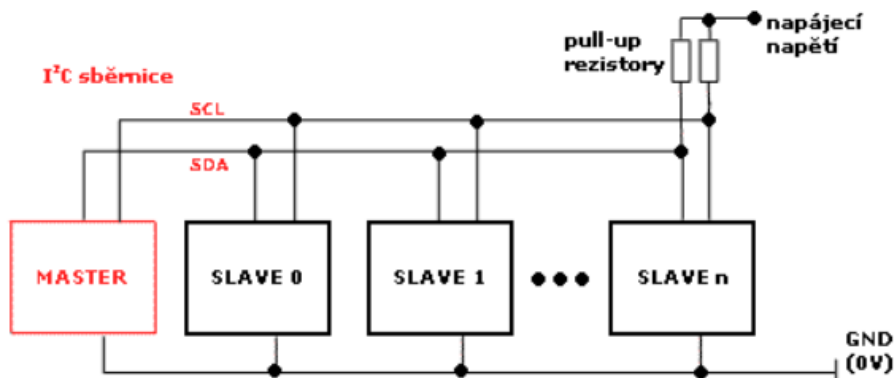 napájecí
napětí
pull-up
rezistory
I²C sběrnice
SCL
SDA
MASTER
SLAVE 0
SLAVE 1
SLAVE n
GND
(0V)